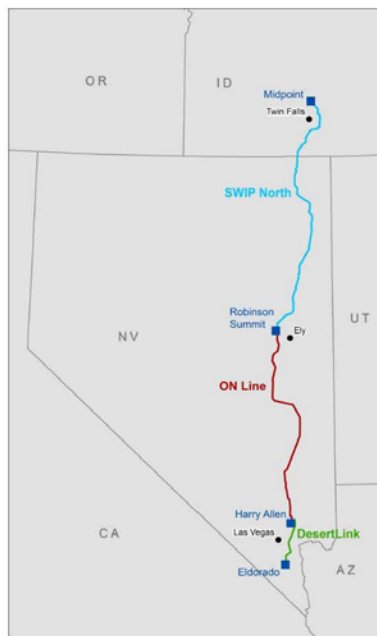 OR
ID
Midpoint
Twin Falls
SWIP North
Robinson
Summit
Ely
UT
NV
ON Line
Harry Allen
Las Vegas
DesertLink
CA
Eldorado
AZ